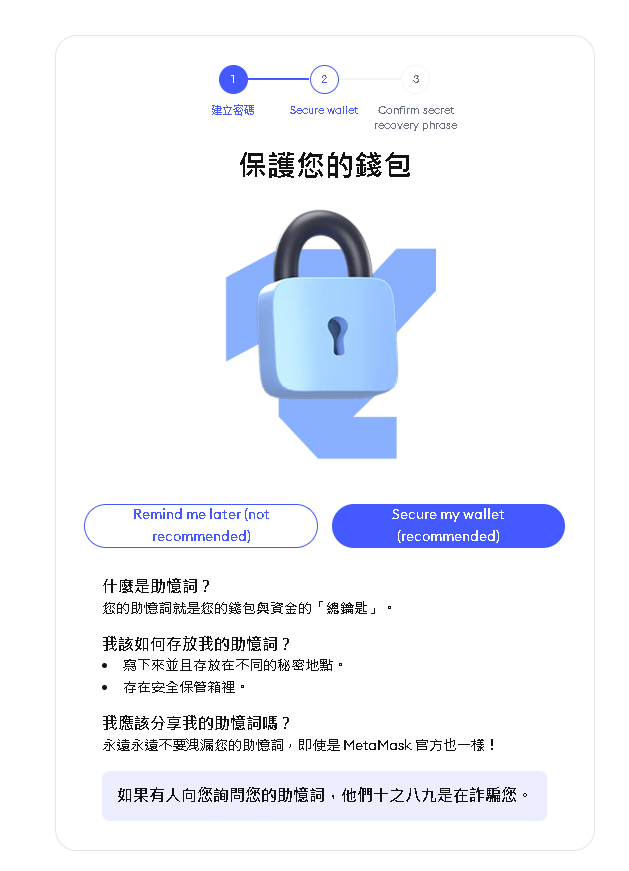 1
2
3
建立密碼
Secure wallet
Confirm secret
recovery phrase
保護您的錢包
Remind me later (not
recommended)
Secure my wallet
(recommended)
什麼是助憶詞？
您的助憶詞就是您的錢包與資金的「總鑰匙」。
我該如何存放我的助憶詞？
• 寫下來並且存放在不同的秘密地點。
• 存在安全保管箱裡。
我應該分享我的助憶詞嗎？
永遠永遠不要洩漏您的助憶詞，即使是 MetaMask 官方也一樣！
如果有人向您詢問您的助憶詞，他們十之八九是在詐騙您。